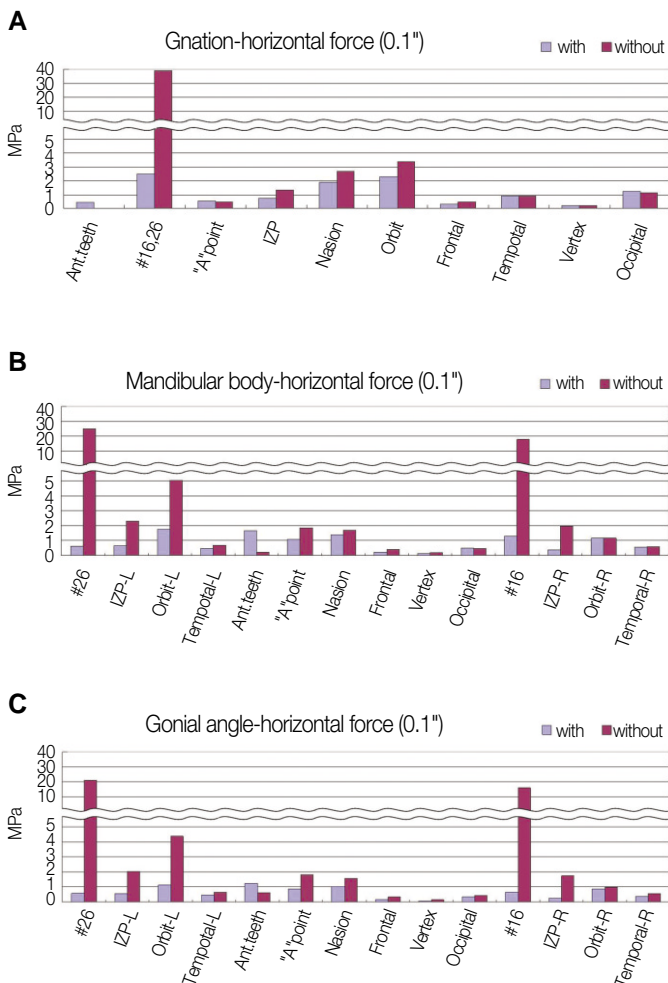 A
Gnation-horizontal force (0.1")
with without
MPa
40
30
20
10
5
4
3
2
1
0
Ant.teeth #16,26 "A"point IZP Nasion Orbit Frontal Tempotal Vertex Occipital
B
Mandibular body-horizontal force (0.1")
with without
MPa
40
30
20
10
5
4
3
2
1
0
#26 IZP-L Orbit-L Tempotal-L Ant.teeth "A"point Nasion Frontal Vertex Occipital #16 IZP-R Orbit-R Temporal-R
C
Gonial angle-horizontal force (0.1")
with without
MPa
40
30
20
10
5
4
3
2
1
0
#26 IZP-L Orbit-L Tempotal-L Ant.teeth "A"point Nasion Frontal Vertex Occipital #16 IZP-R Orbit-R Temporal-R